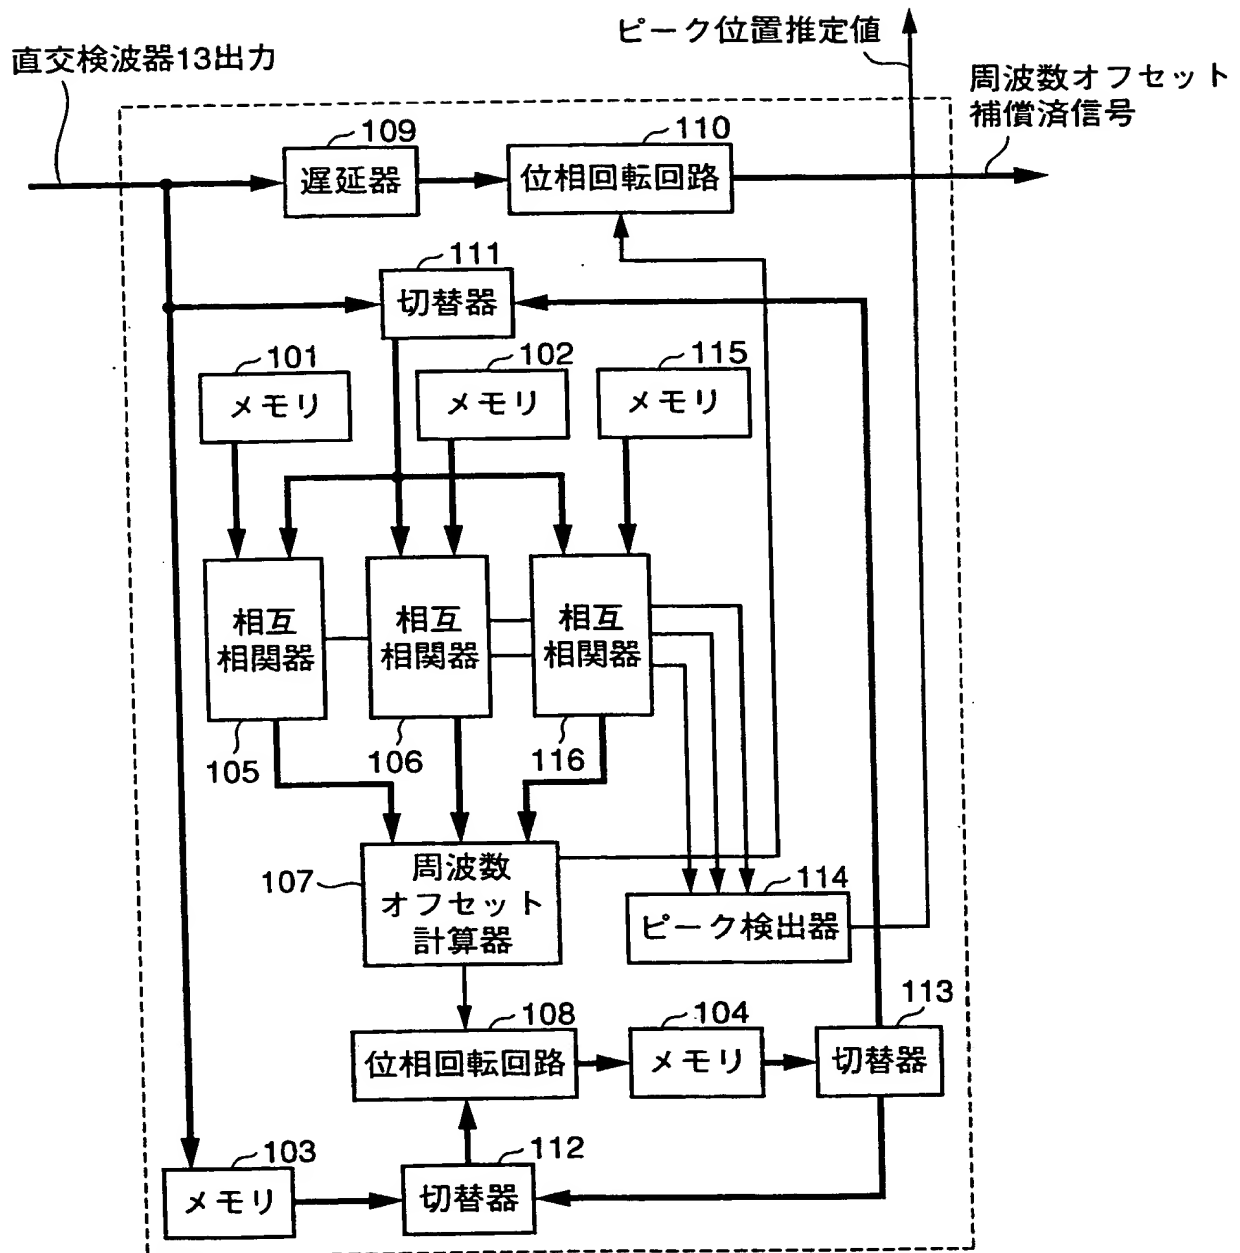 ピーク位置推定値
直交検波器13出力
周波数オフセット
補償済信号
109
110
遅延器
位相回転回路
111
切替器
101
102
115
メモリ
メモリ
メモリ
相互
相関器
相互
相関器
相互
相関器
105
106
116
107
周波数
オフセット
計算器
114
ピーク検出器
108
104
113
位相回転回路
メモリ
切替器
103
112
メモリ
切替器